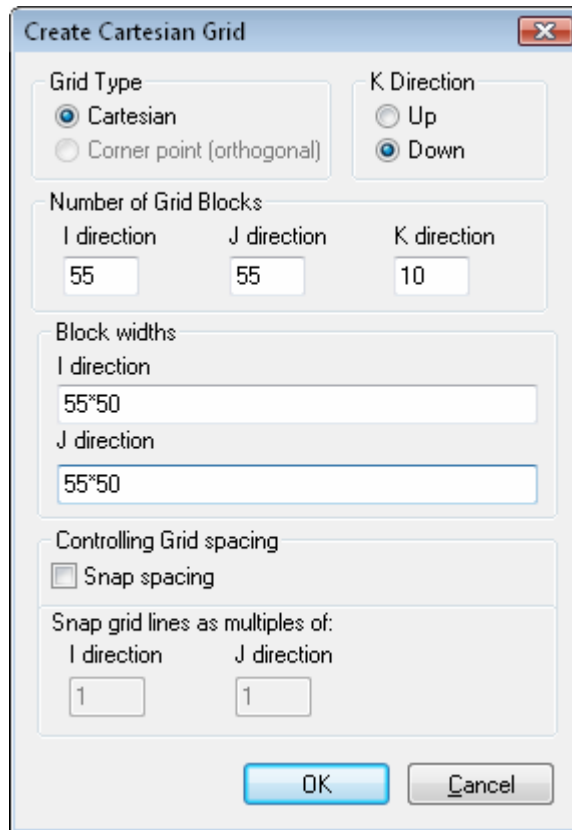 Create Cartesian Grid
Grid Type
Cartesian
Corner point (orthogonal)
K Direction
Up
Down
Number of Grid Blocks
I direction J direction K direction
55 55 10
Block widths
I direction
55*50
J direction
55*50
Controlling Grid spacing
Snap spacing
Snap grid lines as multiples of:
I direction J direction
1 1
OK Cancel